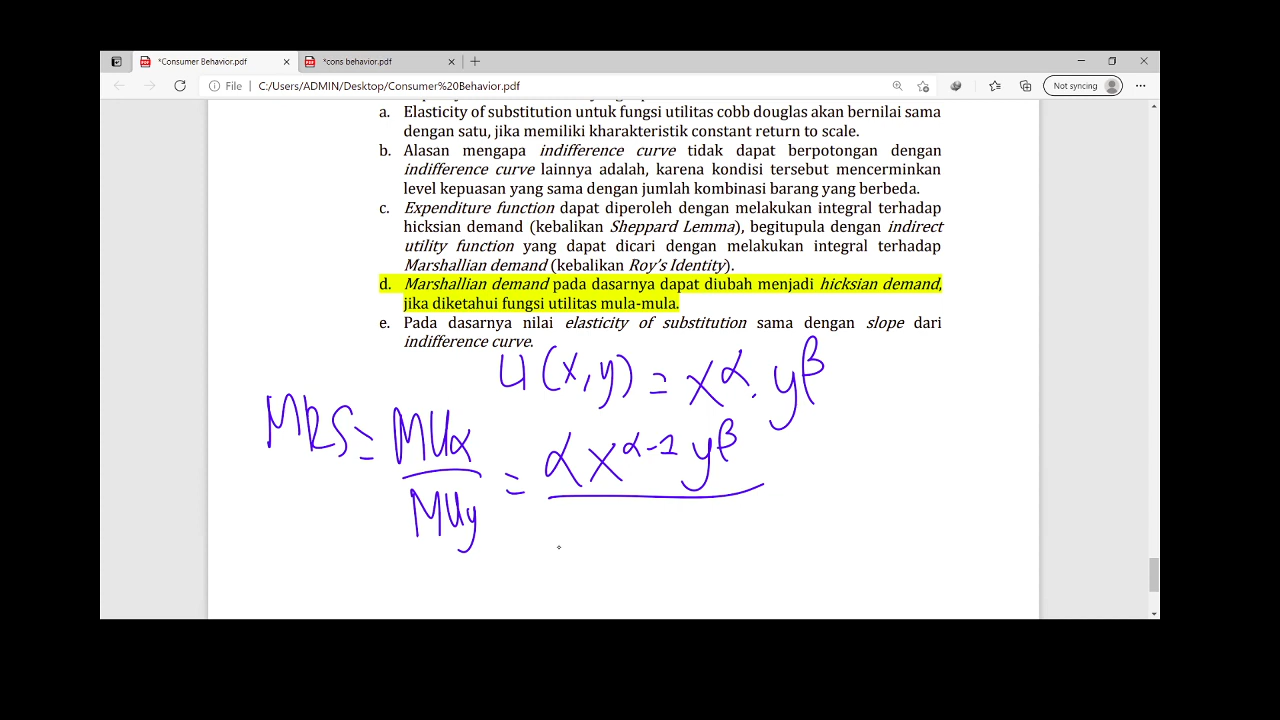 *Consumer Behavior.pdf
*cons behavior.pdf
File | C:/Users/ADMIN/Desktop/Consumer%20Behavior.pdf
Not syncing
a. Elasticity of substitution untuk fungsi utilitas cobb douglas akan bernilai sama
dengan satu, jika memiliki kharakteristik constant return to scale.
b. Alasan mengapa indifference curve tidak dapat berpotongan dengan
indifference curve lainnya adalah, karena kondisi tersebut mencerminkan
level kepuasan yang sama dengan jumlah kombinasi barang yang berbeda.
c. Expenditure function dapat diperoleh dengan melakukan integral terhadap
hicksian demand (kebalikan Sheppard Lemma), begitupula dengan indirect
utility function yang dapat dicari dengan melakukan integral terhadap
Marshallian demand (kebalikan Roy's Identity).
d. Marshallian demand pada dasarnya dapat diubah menjadi hicksian demand,
jika diketahui fungsi utilitas mula-mula.
e. Pada dasarnya nilai elasticity of substitution sama dengan slope dari
indifference curve.
U(x,y) = x^α . y^β
MRS = MUx / MUy = αx^(α-1) y^β